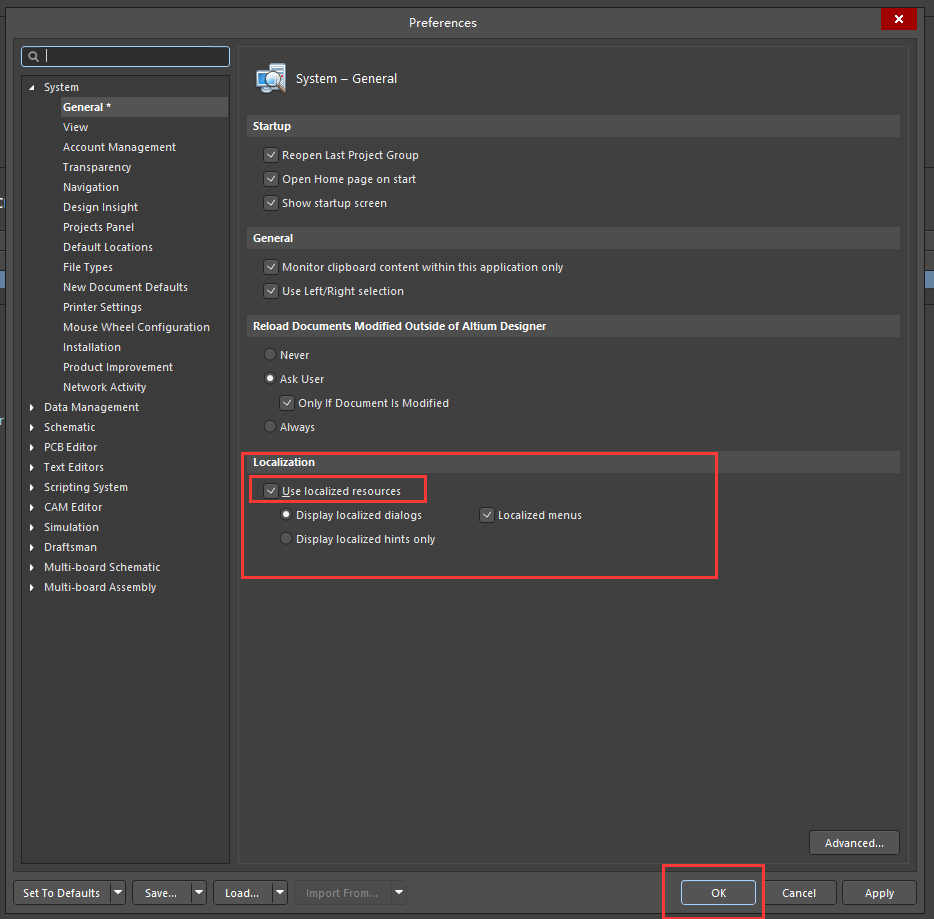 Preferences
System
General *
View
Account Management
Transparency
Navigation
Design Insight
Projects Panel
Default Locations
File Types
New Document Defaults
Printer Settings
Mouse Wheel Configuration
Installation
Product Improvement
Network Activity
Data Management
Schematic
PCB Editor
Text Editors
Scripting System
CAM Editor
Simulation
Draftsman
Multi-board Schematic
Multi-board Assembly
System – General
Startup
Reopen Last Project Group
Open Home page on start
Show startup screen
General
Monitor clipboard content within this application only
Use Left/Right selection
Reload Documents Modified Outside of Altium Designer
Never
Ask User
Only If Document Is Modified
Always
Localization
Use localized resources
Display localized dialogs Localized menus
Display localized hints only
Advanced...
Set To Defaults Save... Load... Import From... OK Cancel Apply